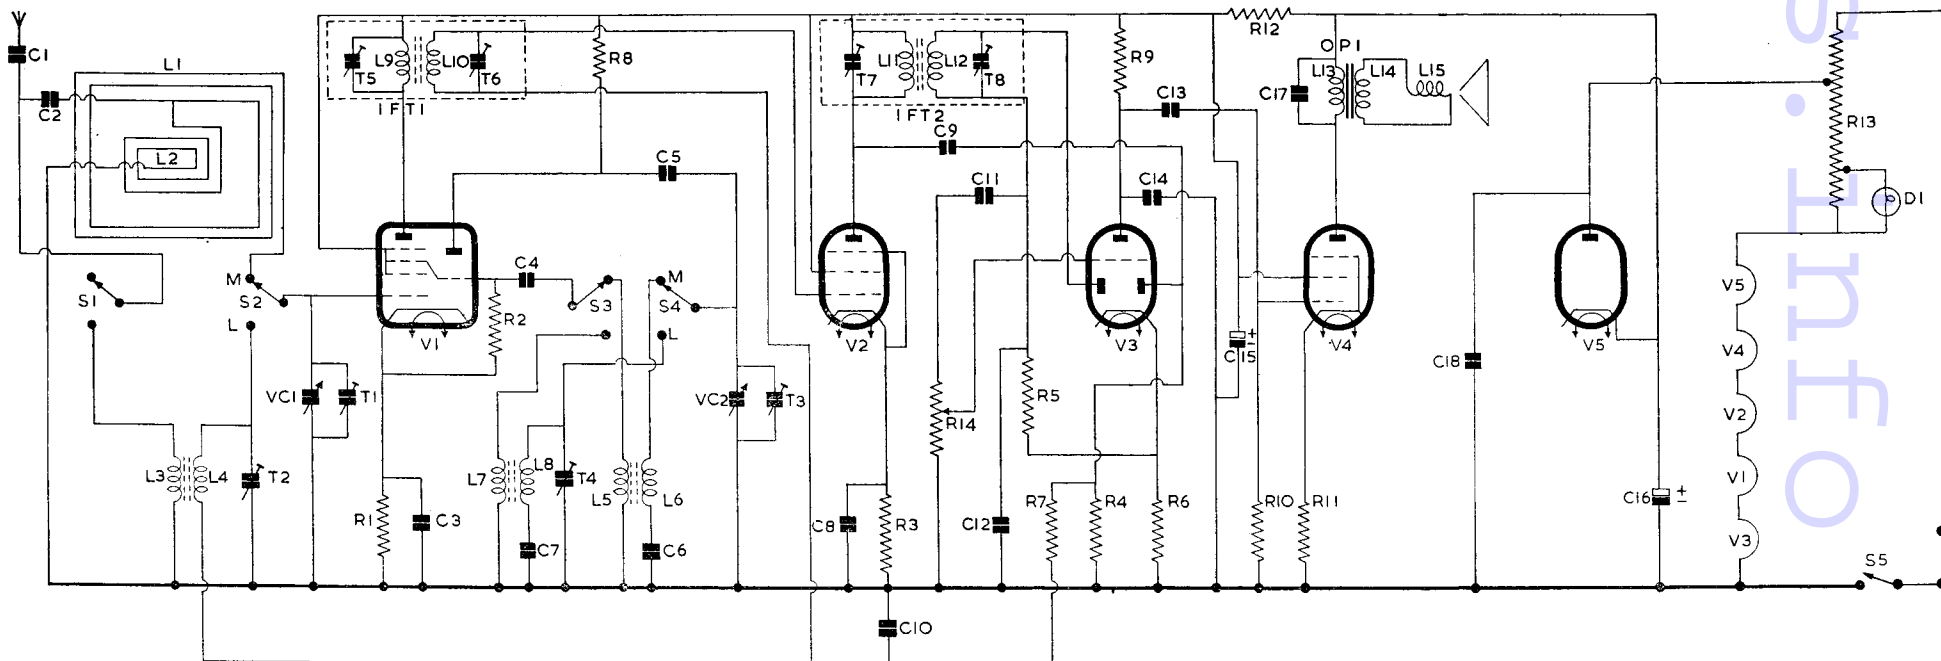 C1
C2
L1
L2
S1
M
S2
L
L3
L4
T2
VC1
T1
T5
L9
L10
T6
IFT1
R8
C5
V1
R2
C4
S3
M
S4
L
R1
C3
L7
L8
T4
C7
L5
L6
C6
VC2
T3
T7
L11
L12
T8
IFT2
C9
C11
V2
R14
R5
C8
R3
C10
C12
R7
R4
R6
R9
C13
C14
V3
R12
C15
+
-
R10
R11
OP1
C17
L13
L14
L15
V4
C18
V5
C16
+
-
R13
D1
V5
V4
V2
V1
V3
S5
s.info